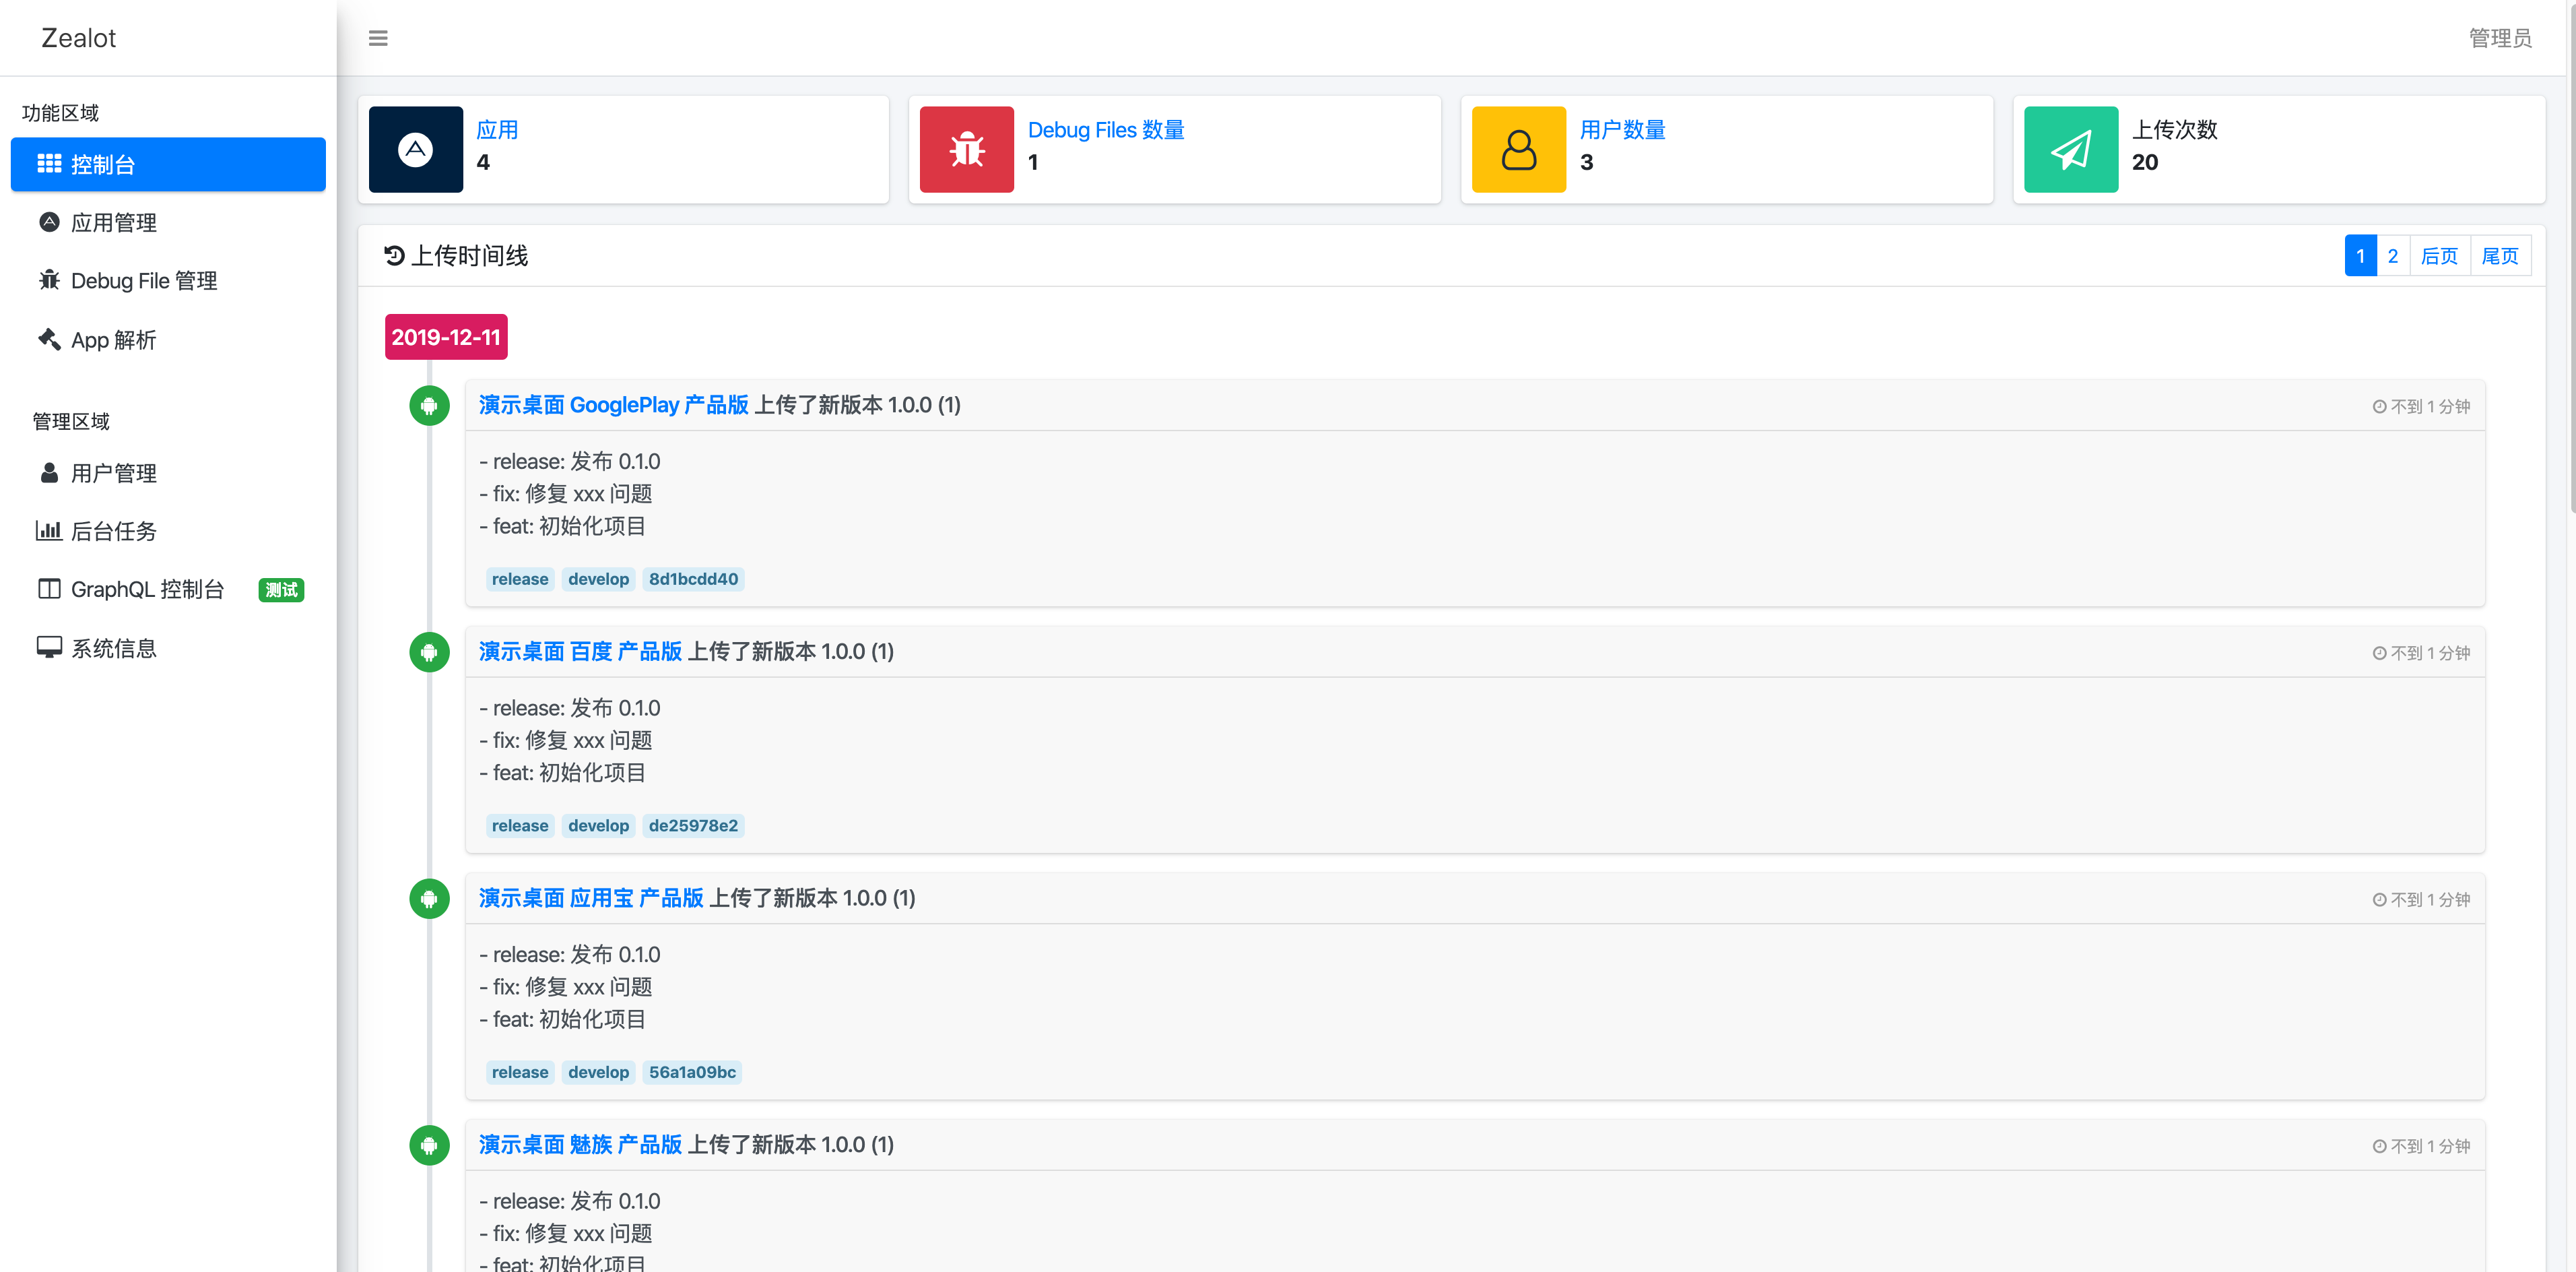 Zealot
管理员
功能区域
控制台
应用管理
Debug File 管理
App 解析
管理区域
用户管理
后台任务
GraphQL 控制台 测试
系统信息
应用
4
Debug Files 数量
1
用户数量
3
上传次数
20
上传时间线
1 2 后页 尾页
2019-12-11
演示桌面 GooglePlay 产品版 上传了新版本 1.0.0 (1)
不到 1 分钟
- release: 发布 0.1.0
- fix: 修复 xxx 问题
- feat: 初始化项目
release develop 8d1bcdd40
演示桌面 百度 产品版 上传了新版本 1.0.0 (1)
不到 1 分钟
- release: 发布 0.1.0
- fix: 修复 xxx 问题
- feat: 初始化项目
release develop de25978e2
演示桌面 应用宝 产品版 上传了新版本 1.0.0 (1)
不到 1 分钟
- release: 发布 0.1.0
- fix: 修复 xxx 问题
- feat: 初始化项目
release develop 56a1a09bc
演示桌面 魅族 产品版 上传了新版本 1.0.0 (1)
不到 1 分钟
- release: 发布 0.1.0
- fix: 修复 xxx 问题
- feat: 初始化项目